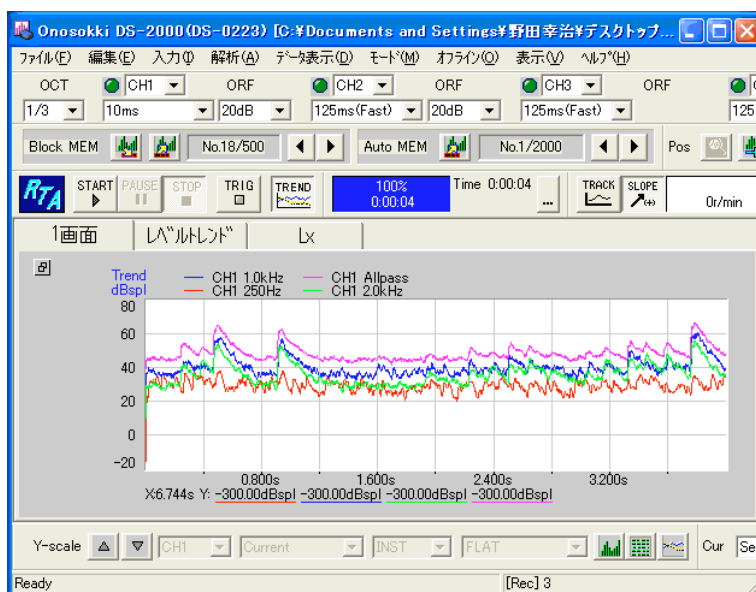 Onosokki DS-2000(DS-0223) [C:¥Documents and Settings¥野田幸治¥デスクトップ...
ファイル(F) 編集(E) 入力(I) 解析(A) データ表示(D) モード(M) オフライン(O) 表示(V) ヘルプ(H)
OCT CH1 ORF CH2 ORF CH3 ORF
1/3 10ms 20dB 125ms(Fast) 20dB 125ms(Fast) 125
Block MEM No.18/500 Auto MEM No.1/2000 Pos
RTA START PAUSE STOP TRIG TREND 100% 0:00:04 Time 0:00:04 ... TRACK SLOPE (+) 0r/min
1画面 レベルトレンド Lx
Trend CH1 1.0kHz CH1 Allpass
dBspl CH1 250Hz CH1 2.0kHz
80
60
40
20
0
-20
0.800s 1.600s 2.400s 3.200s
X:6.744s Y: -300.00dBspl -300.00dBspl -300.00dBspl -300.00dBspl
Y-scale CH1 Current INST FLAT Cur Se
Ready [Rec] 3